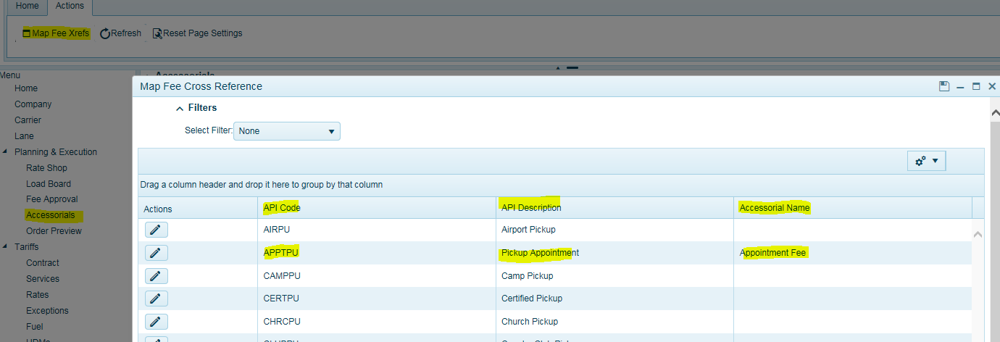 Home Actions
Map Fee Xrefs Refresh Reset Page Settings
Menu
Home
Company
Carrier
Lane
Planning & Execution
Rate Shop
Load Board
Fee Approval
Accessorials
Order Preview
Tariffs
Contract
Services
Rates
Exceptions
Fuel
Accessorials
Map Fee Cross Reference
Filters
Select Filter: None
Drag a column header and drop it here to group by that column
Actions API Code API Description Accessorial Name
AIRPU Airport Pickup
APPTPU Pickup Appointment Appointment Fee
CAMPPU Camp Pickup
CERTPU Certified Pickup
CHRCPU Church Pickup